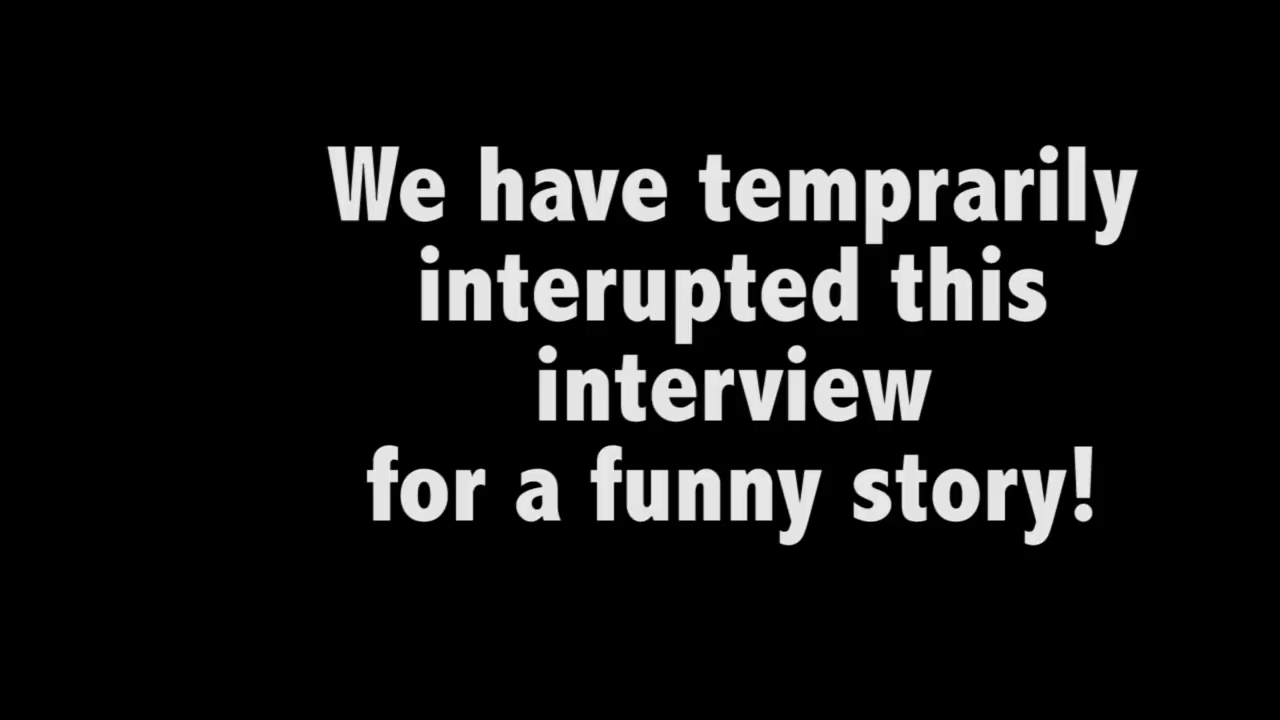 We have temprarily
interupted this
interview
for a funny story!